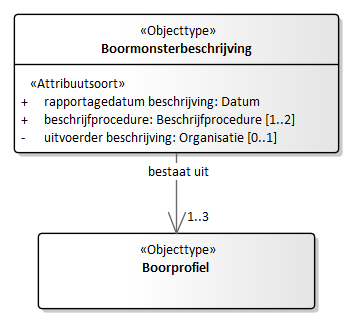 «Objecttype»
Boormonsterbeschrijving
«Attribuutsoort»
+ rapportagedatum beschrijving: Datum
+ beschrijfprocedure: Beschrijfprocedure [1..2]
- uitvoerder beschrijving: Organisatie [0..1]
bestaat uit
1..3
«Objecttype»
Boorprofiel